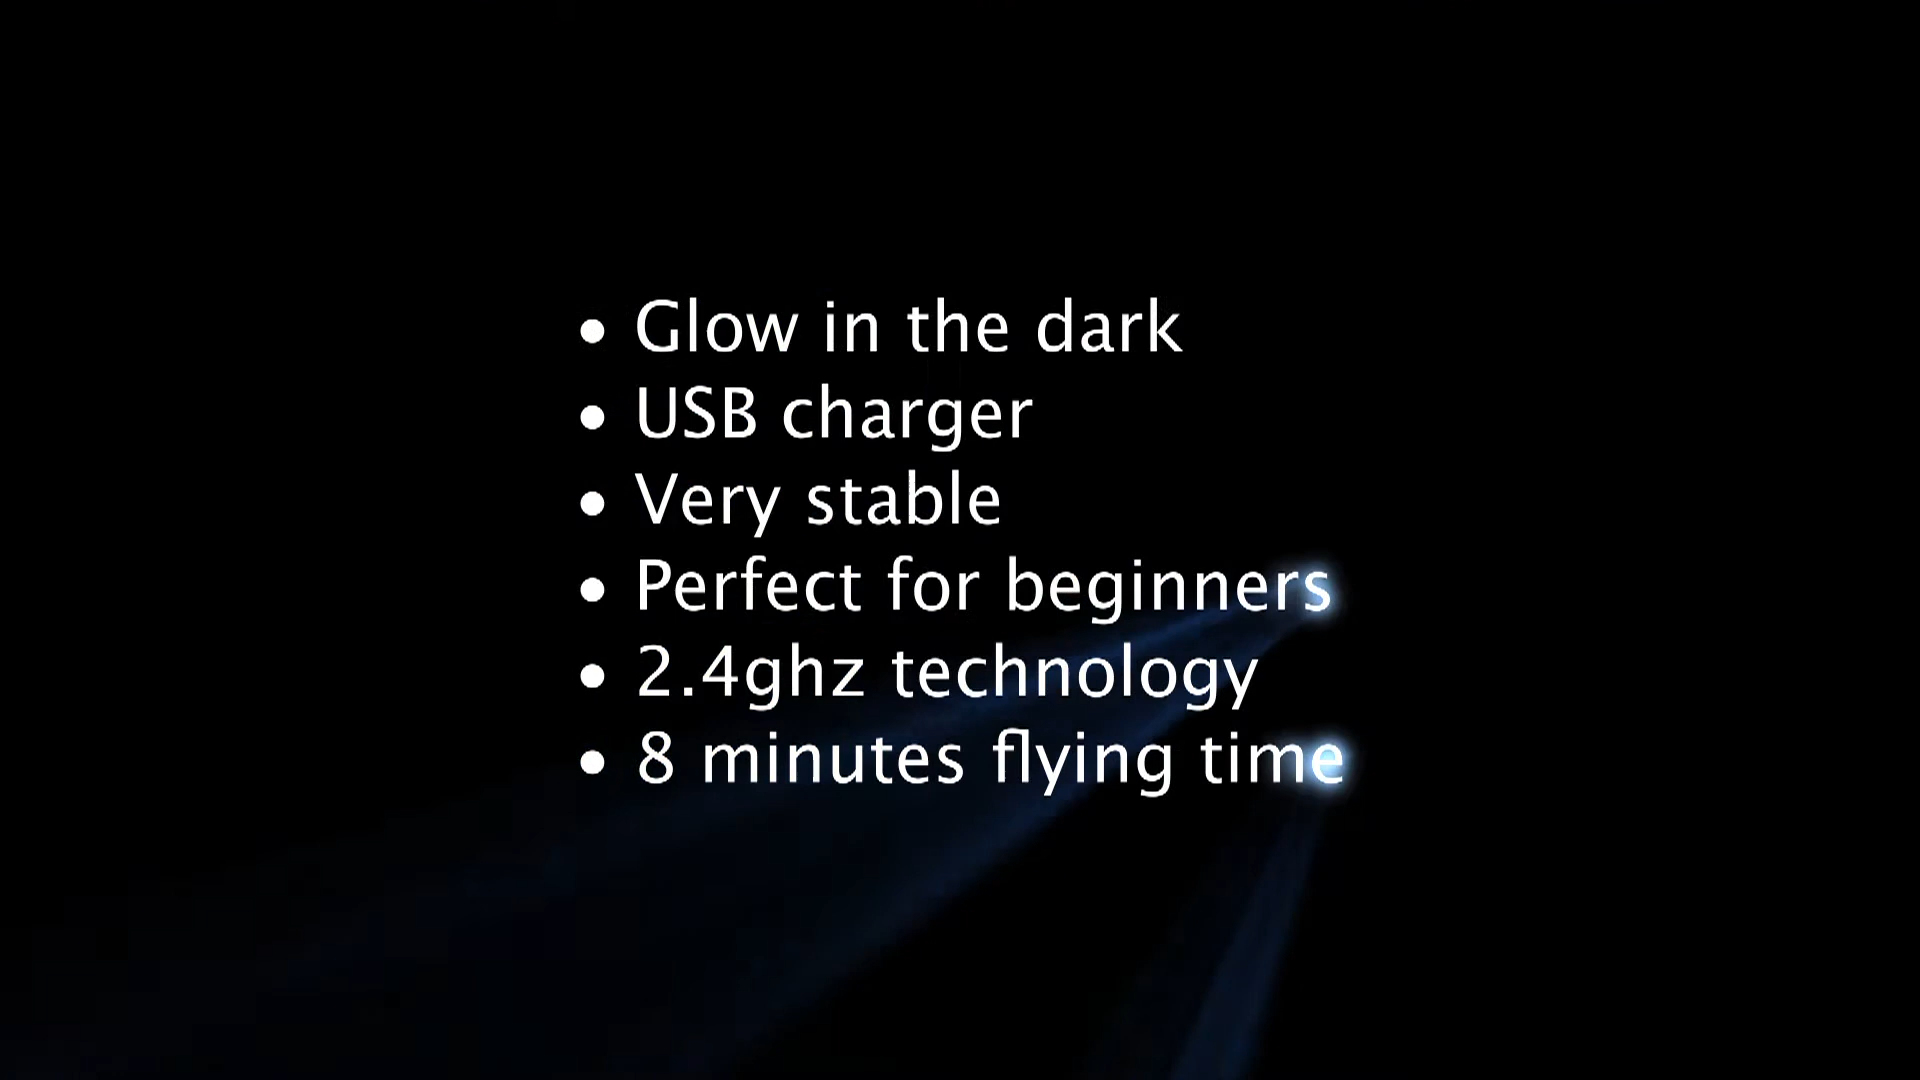 • Glow in the dark
• USB charger
• Very stable
• Perfect for beginners
• 2.4ghz technology
• 8 minutes flying time